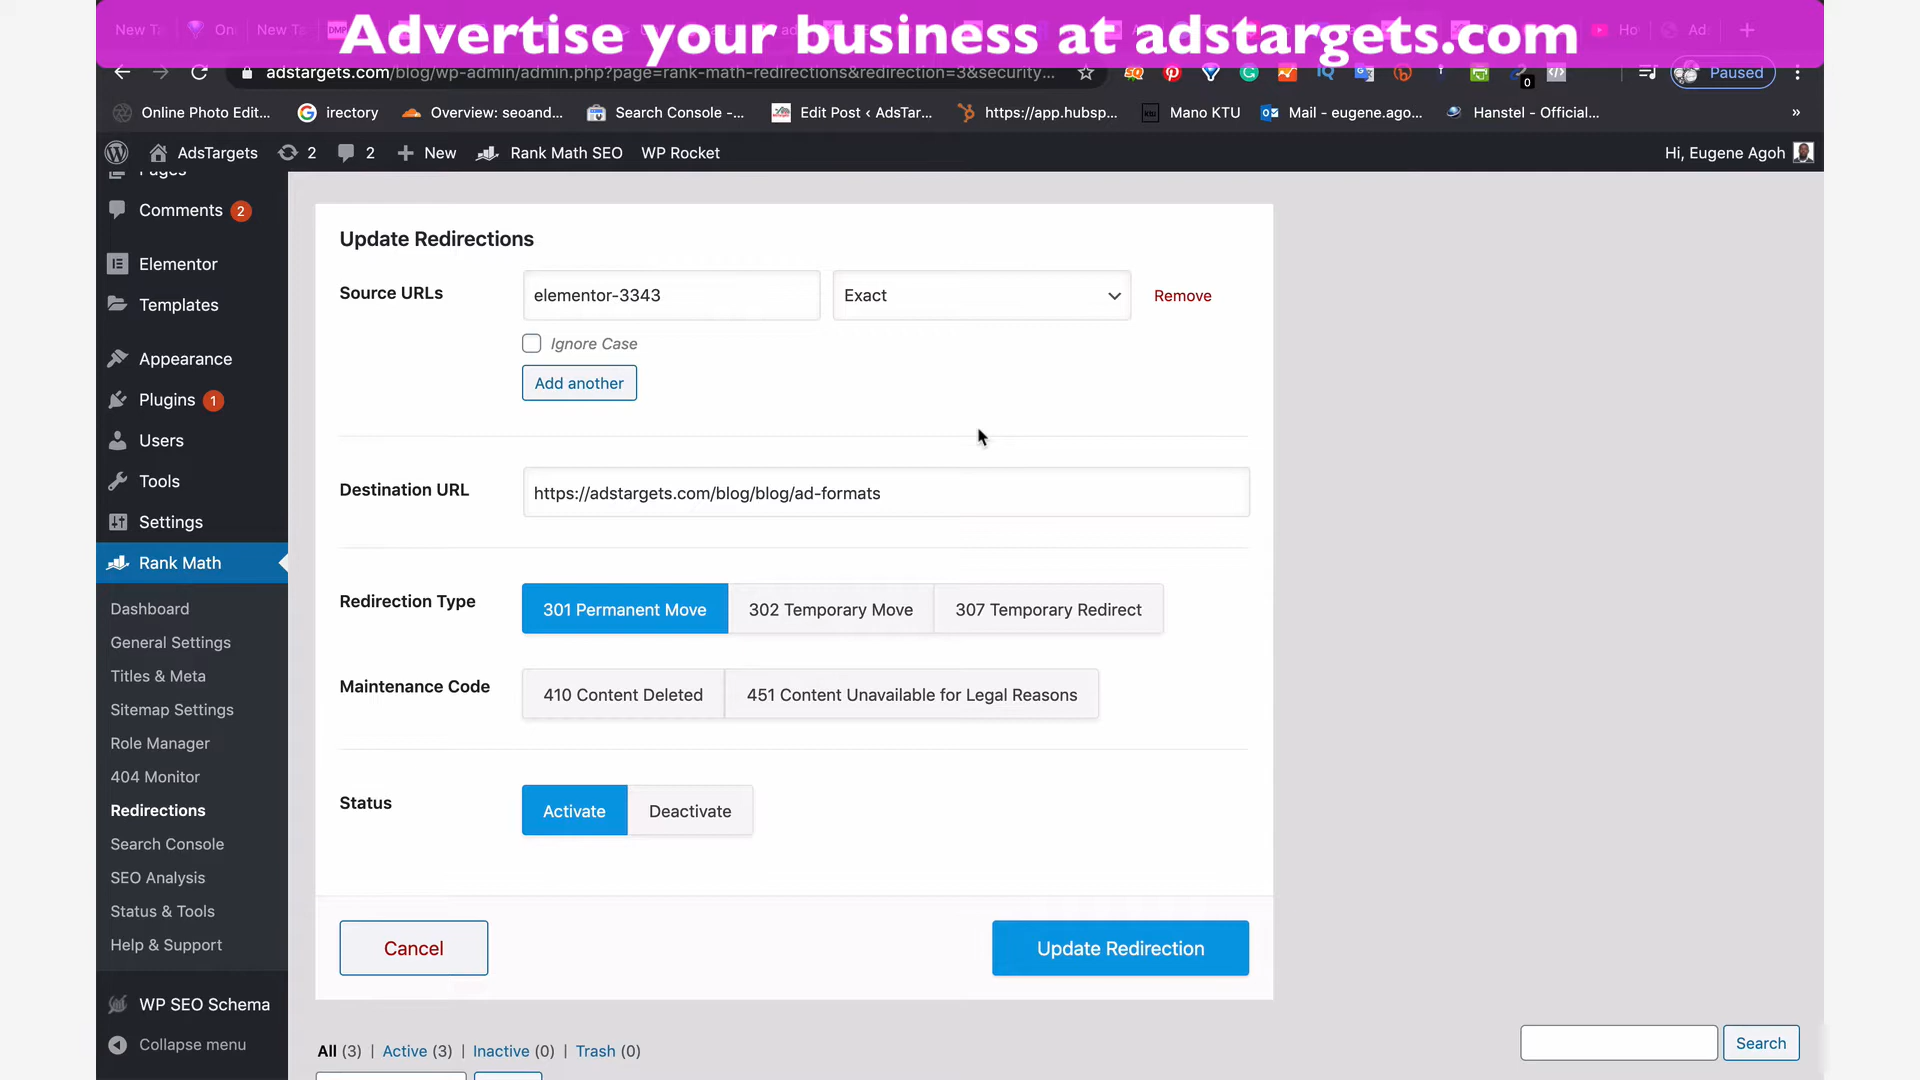 Advertise your business at adstargets.com
New Ta
New Ta
adstargets.com/blog/wp-admin/admin.php?page=rank-math-redirections&redirection=3&security...
0
Paused
Online Photo Edit...
irectory
Overview: seoand...
Search Console -...
Edit Post ‹ AdsTar...
https://app.hubsp...
Mano KTU
Mail - eugene.ago...
Hanstel - Official...
»
AdsTargets
2
2
New
Rank Math SEO
WP Rocket
Hi, Eugene Agoh
Pages
Comments 2
Elementor
Templates
Appearance
Plugins 1
Users
Tools
Settings
Rank Math
Dashboard
General Settings
Titles & Meta
Sitemap Settings
Role Manager
404 Monitor
Redirections
Search Console
SEO Analysis
Status & Tools
Help & Support
WP SEO Schema
Collapse menu
Update Redirections
Source URLs
elementor-3343
Exact
Remove
Ignore Case
Add another
Destination URL
https://adstargets.com/blog/blog/ad-formats
Redirection Type
301 Permanent Move
302 Temporary Move
307 Temporary Redirect
Maintenance Code
410 Content Deleted
451 Content Unavailable for Legal Reasons
Status
Activate
Deactivate
Cancel
Update Redirection
All (3) | Active (3) | Inactive (0) | Trash (0)
Search